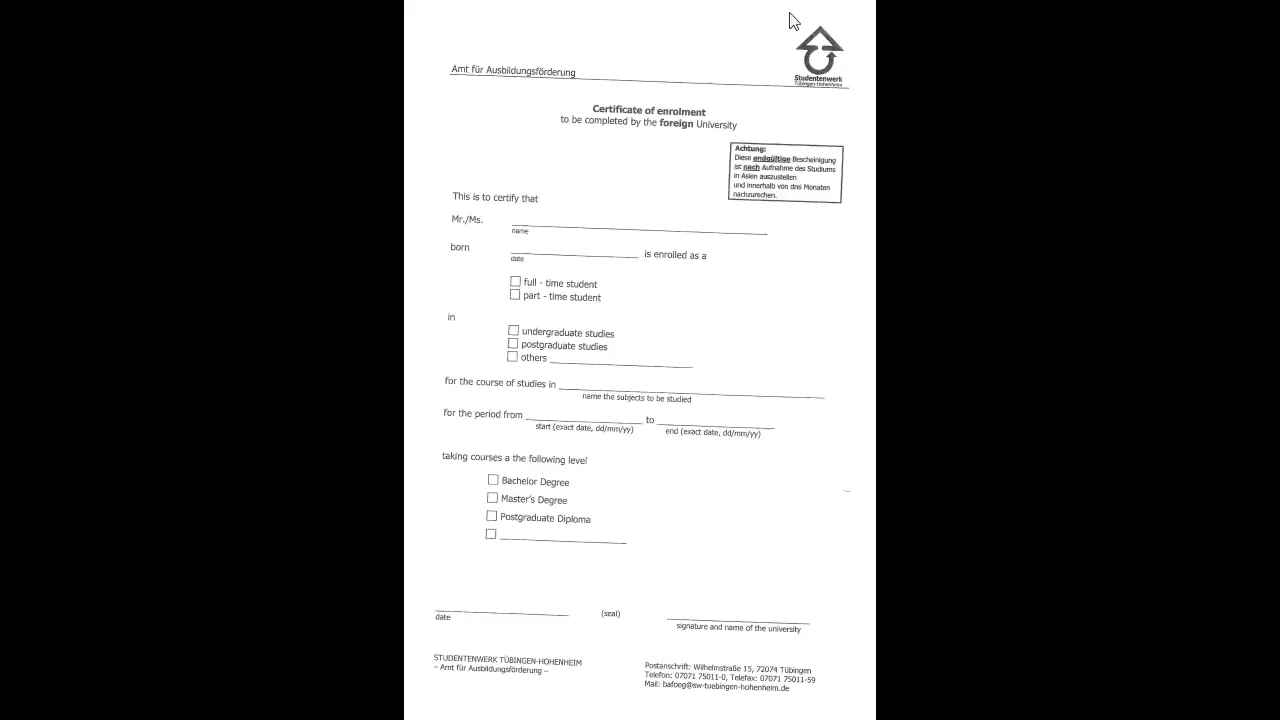 Amt für Ausbildungsförderung
Studentenwerk
Tübingen-Hohenheim
Certificate of enrolment
to be completed by the foreign University
Achtung:
Diese endgültige Bescheinigung
ist nach Aufnahme des Studiums
in Asien auszustellen
und innerhalb von drei Monaten
nachzureichen.
This is to certify that
Mr./Ms.
name
born
is enrolled as a
date
full - time student
part - time student
in
undergraduate studies
postgraduate studies
others
for the course of studies in
name the subjects to be studied
for the period from
to
start (exact date, dd/mm/yy)
end (exact date, dd/mm/yy)
taking courses a the following level
Bachelor Degree
Master's Degree
Postgraduate Diploma
(seal)
date
signature and name of the university
STUDENTENWERK TÜBINGEN-HOHENHEIM
– Amt für Ausbildungsförderung –
Postanschrift: Wilhelmstraße 15, 72074 Tübingen
Telefon: 07071 75011-0, Telefax: 07071 75011-59
Mail: bafoeg@sw-tuebingen-hohenheim.de